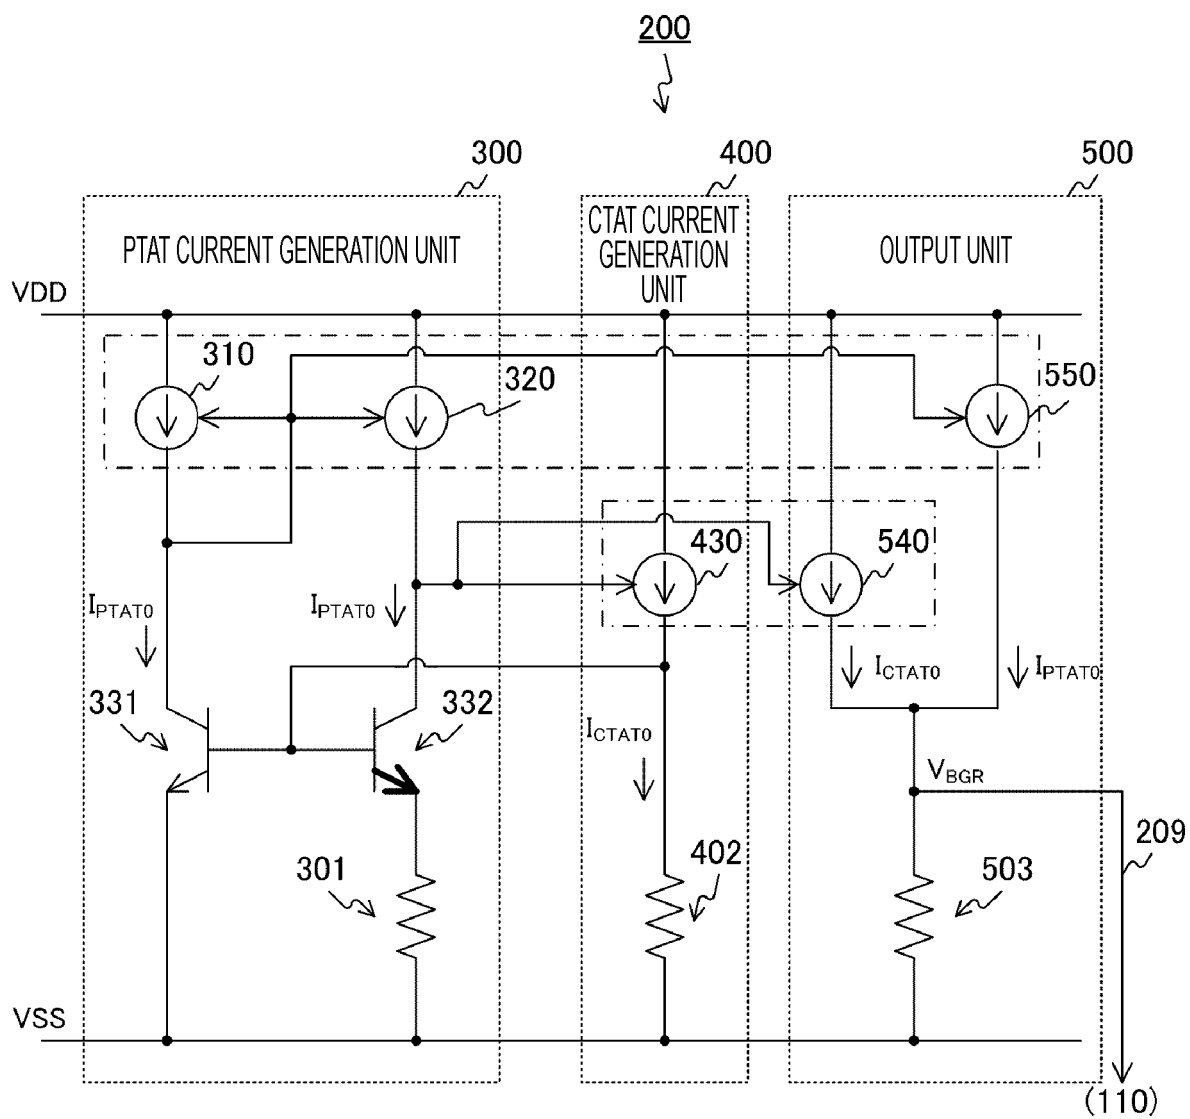 200
300
400
500
PTAT CURRENT GENERATION UNIT
CTAT CURRENT
GENERATION
UNIT
OUTPUT UNIT
VDD
310
320
550
430
540
IPTAT0
IPTAT0
ICTAT0
IPTAT0
331
332
ICTAT0
VBGR
301
402
503
209
VSS
(110)